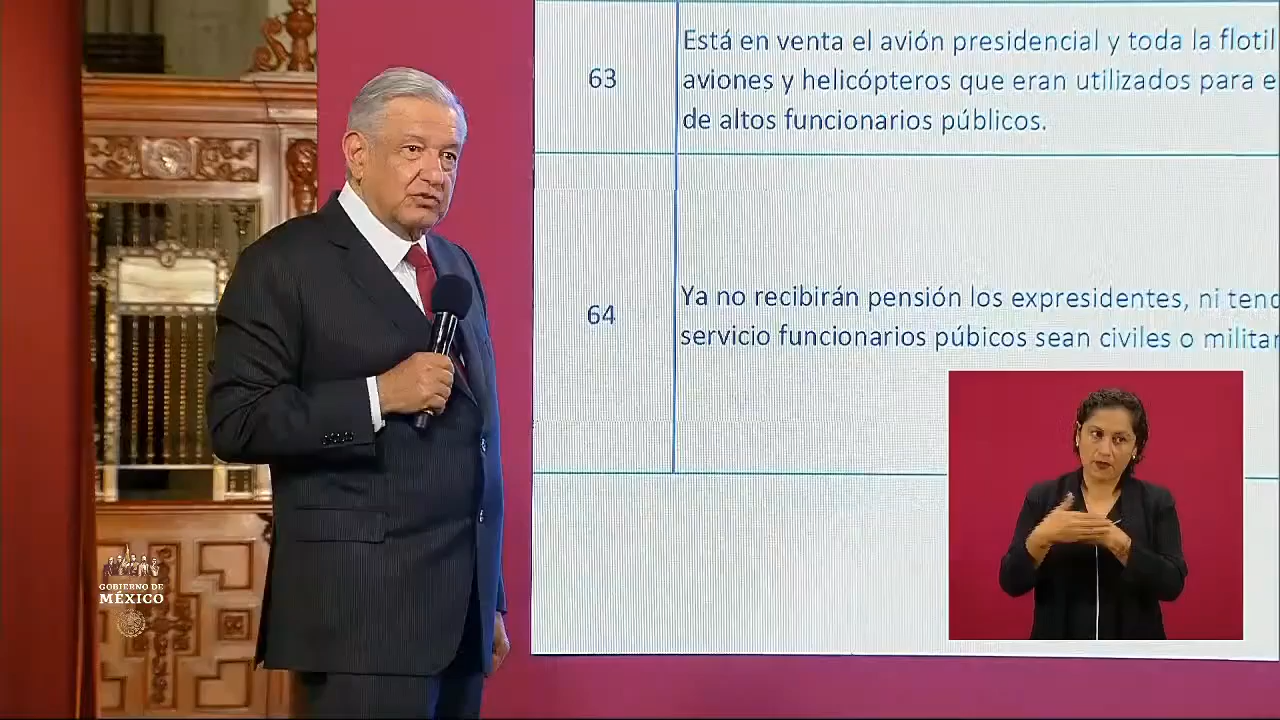 63
Está en venta el avión presidencial y toda la flotil
aviones y helicópteros que eran utilizados para e
de altos funcionarios públicos.
64
Ya no recibirán pensión los expresidentes, ni tend
servicio funcionarios púbicos sean civiles o militar
GOBIERNO DE
MÉXICO